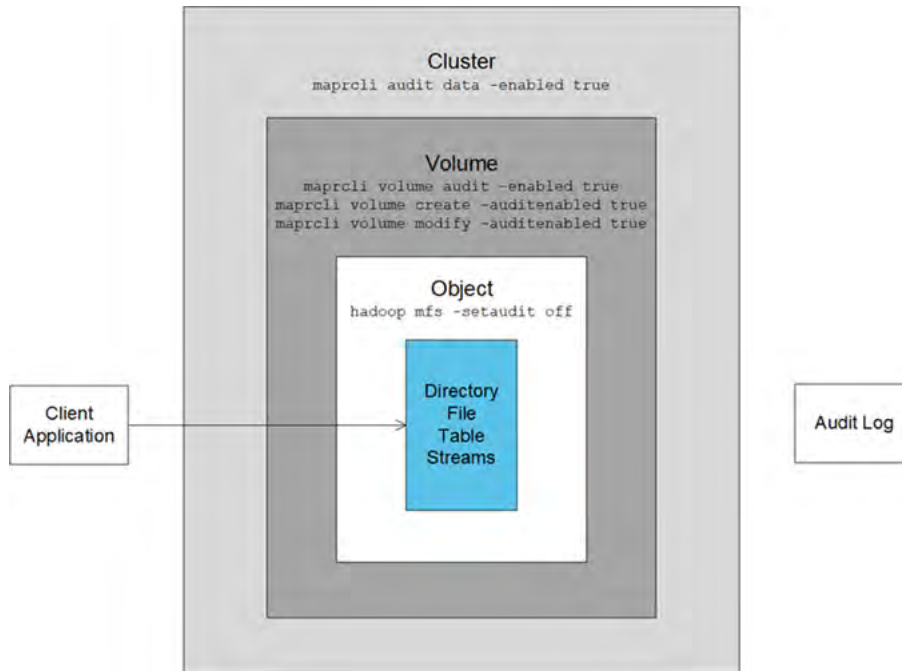 Cluster
maprcli audit data -enabled true
Volume
maprcli volume audit -enabled true
maprcli volume create -auditenabled true
maprcli volume modify -auditenabled true
Object
hadoop mfs -setaudit off
Directory
File
Table
Streams
Client
Application
Audit Log